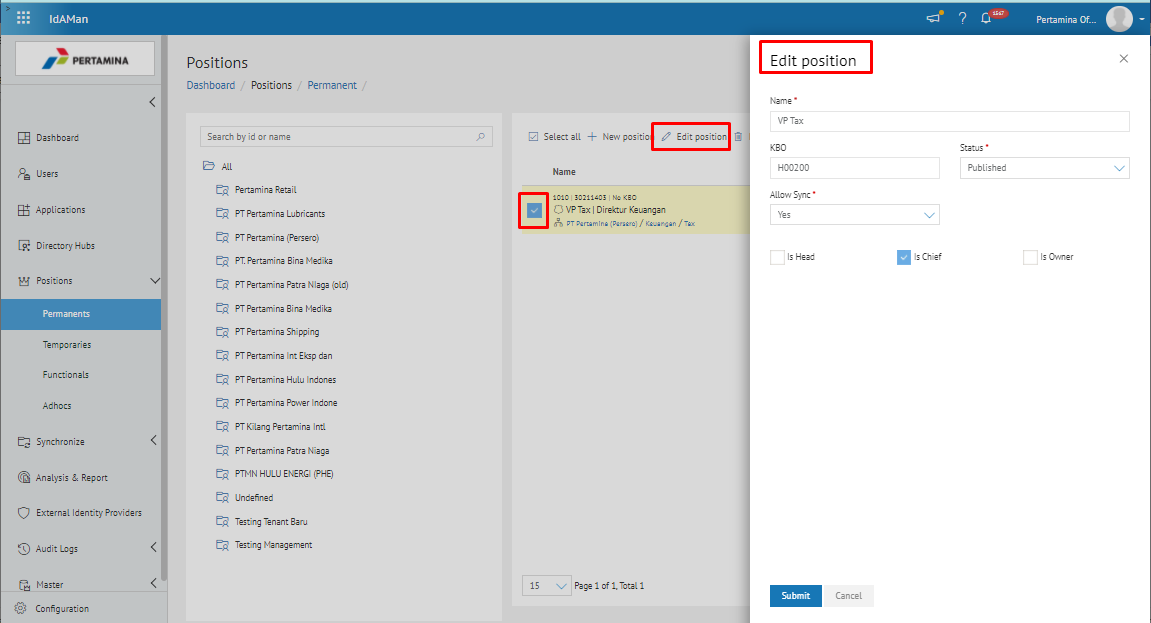 IdAMan
?
1567
Pertamina Of...
PERTAMINA
Dashboard
Users
Applications
Directory Hubs
Positions
Permanents
Temporaries
Functionals
Adhocs
Synchronize
Analysis & Report
External Identity Providers
Audit Logs
Master
Configuration
Positions
Dashboard / Positions / Permanent /
Search by id or name
All
Pertamina Retail
PT Pertamina Lubricants
PT Pertamina (Persero)
PT. Pertamina Bina Medika
PT Pertamina Patra Niaga (old)
PT Pertamina Bina Medika
PT Pertamina Shipping
PT Pertamina Int Eksp dan
PT Pertamina Hulu Indones
PT Pertamina Power Indone
PT Kilang Pertamina Intl
PT Pertamina Patra Niaga
PTMN HULU ENERGI (PHE)
Undefined
Testing Tenant Baru
Testing Management
Select all New position Edit position
Name
1010 | 30211403 | No KBO
VP Tax | Direktur Keuangan
PT Pertamina (Persero) / Keuangan / Tax
15 Page 1 of 1, Total 1
Edit position
Name *
VP Tax
KBO Status *
H00200 Published
Allow Sync *
Yes
Is Head Is Chief Is Owner
Submit Cancel